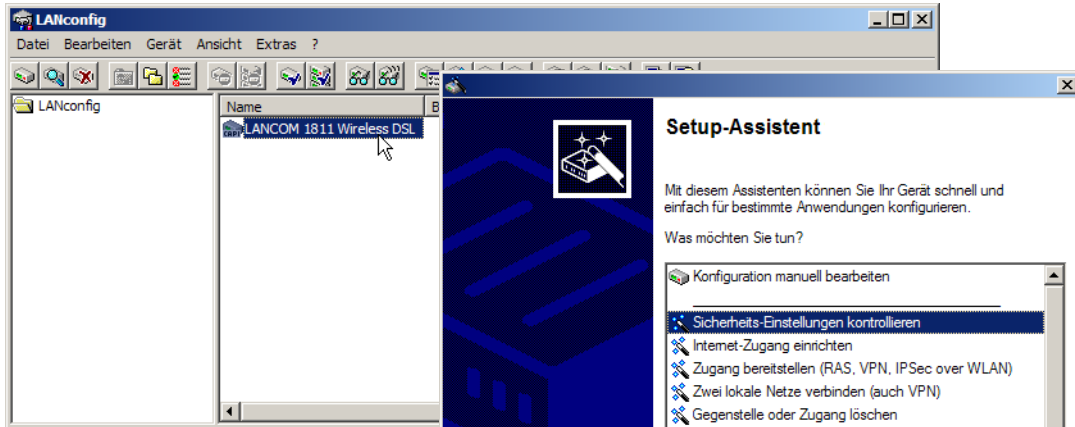 LANconfig
Datei Bearbeiten Gerät Ansicht Extras ?
LANconfig
Name
B
LANCOM 1811 Wireless DSL
Setup-Assistent
Mit diesem Assistenten können Sie Ihr Gerät schnell und
einfach für bestimmte Anwendungen konfigurieren.
Was möchten Sie tun?
Konfiguration manuell bearbeiten
Sicherheits-Einstellungen kontrollieren
Internet-Zugang einrichten
Zugang bereitstellen (RAS, VPN, IPSec over WLAN)
Zwei lokale Netze verbinden (auch VPN)
Gegenstelle oder Zugang löschen